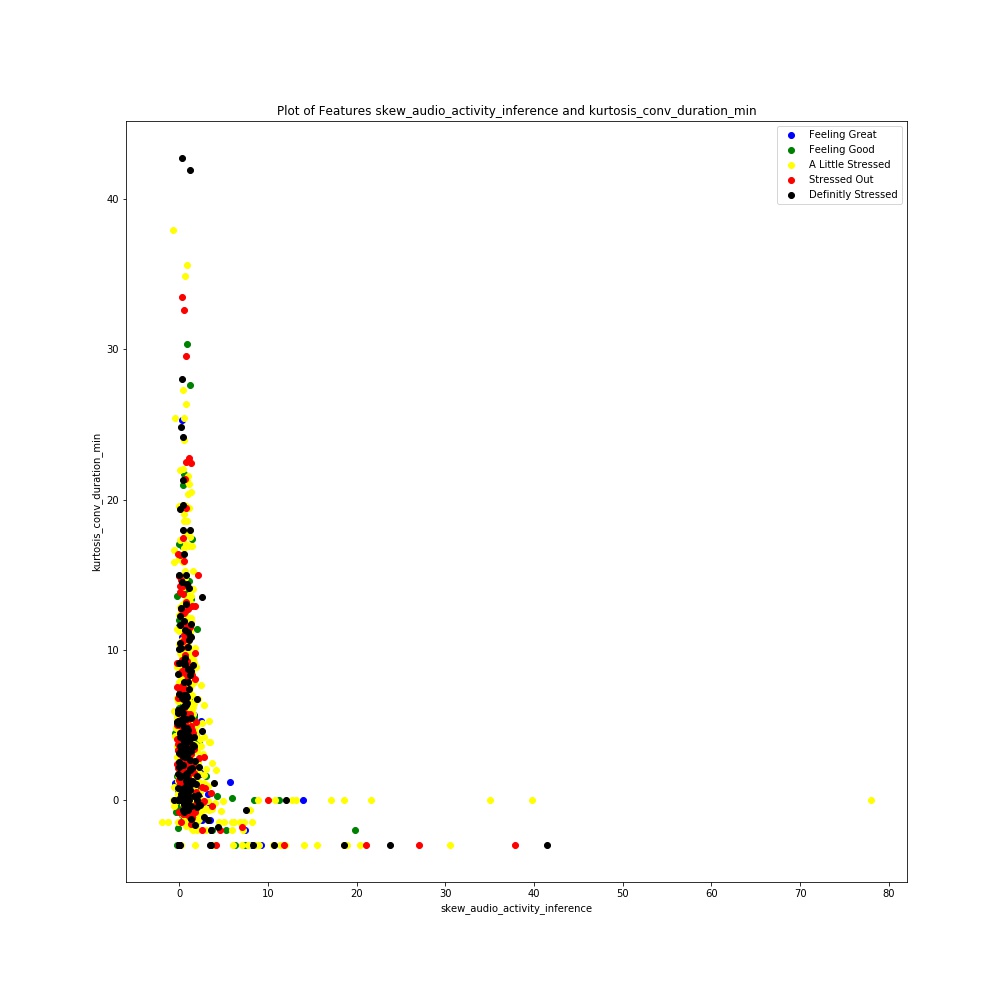 Plot of Features skew_audio_activity_inference and kurtosis_conv_duration_min
Feeling Great
Feeling Good
A Little Stressed
Stressed Out
Definitly Stressed
kurtosis_conv_duration_min
40
30
20
10
0
0 10 20 30 40 50 60 70 80
skew_audio_activity_inference